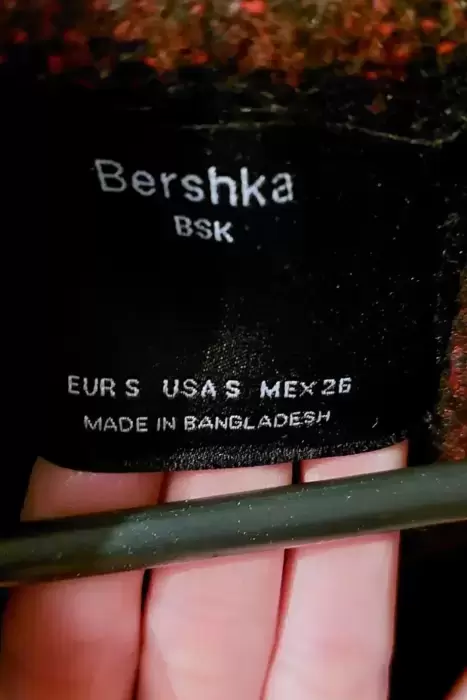 Bershka
BSK
EUR S USA S MEX 26
MADE IN BANGLADESH